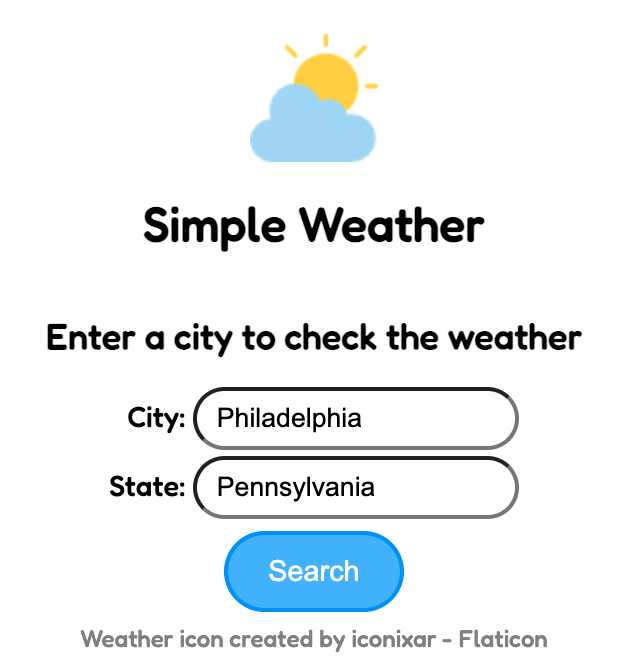 Simple Weather
Enter a city to check the weather
City: Philadelphia
State: Pennsylvania
Search
Weather icon created by iconixar - Flaticon